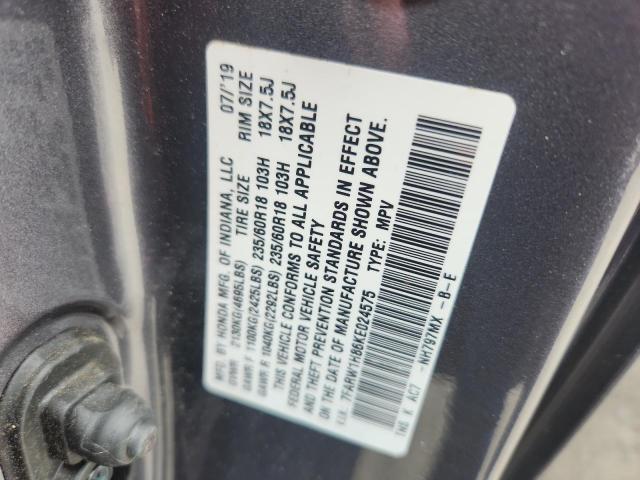 MFD. BY HONDA MFG. OF INDIANA, LLC 07/'19
GVWR 2130KG(4695LBS) TIRE SIZE RIM SIZE
GAWR F 1100KG(2425LBS) 235/60R18 103H 18X7.5J
GAWR R 1040KG(2292LBS) 235/60R18 103H 18X7.5J
THIS VEHICLE CONFORMS TO ALL APPLICABLE
FEDERAL MOTOR VEHICLE SAFETY
AND THEFT PREVENTION STANDARDS IN EFFECT
ON THE DATE OF MANUFACTURE SHOWN ABOVE.
V.I.N. 7FARW1H86KE024575 TYPE: MPV
THG K AC7 -NH797MX - B-E